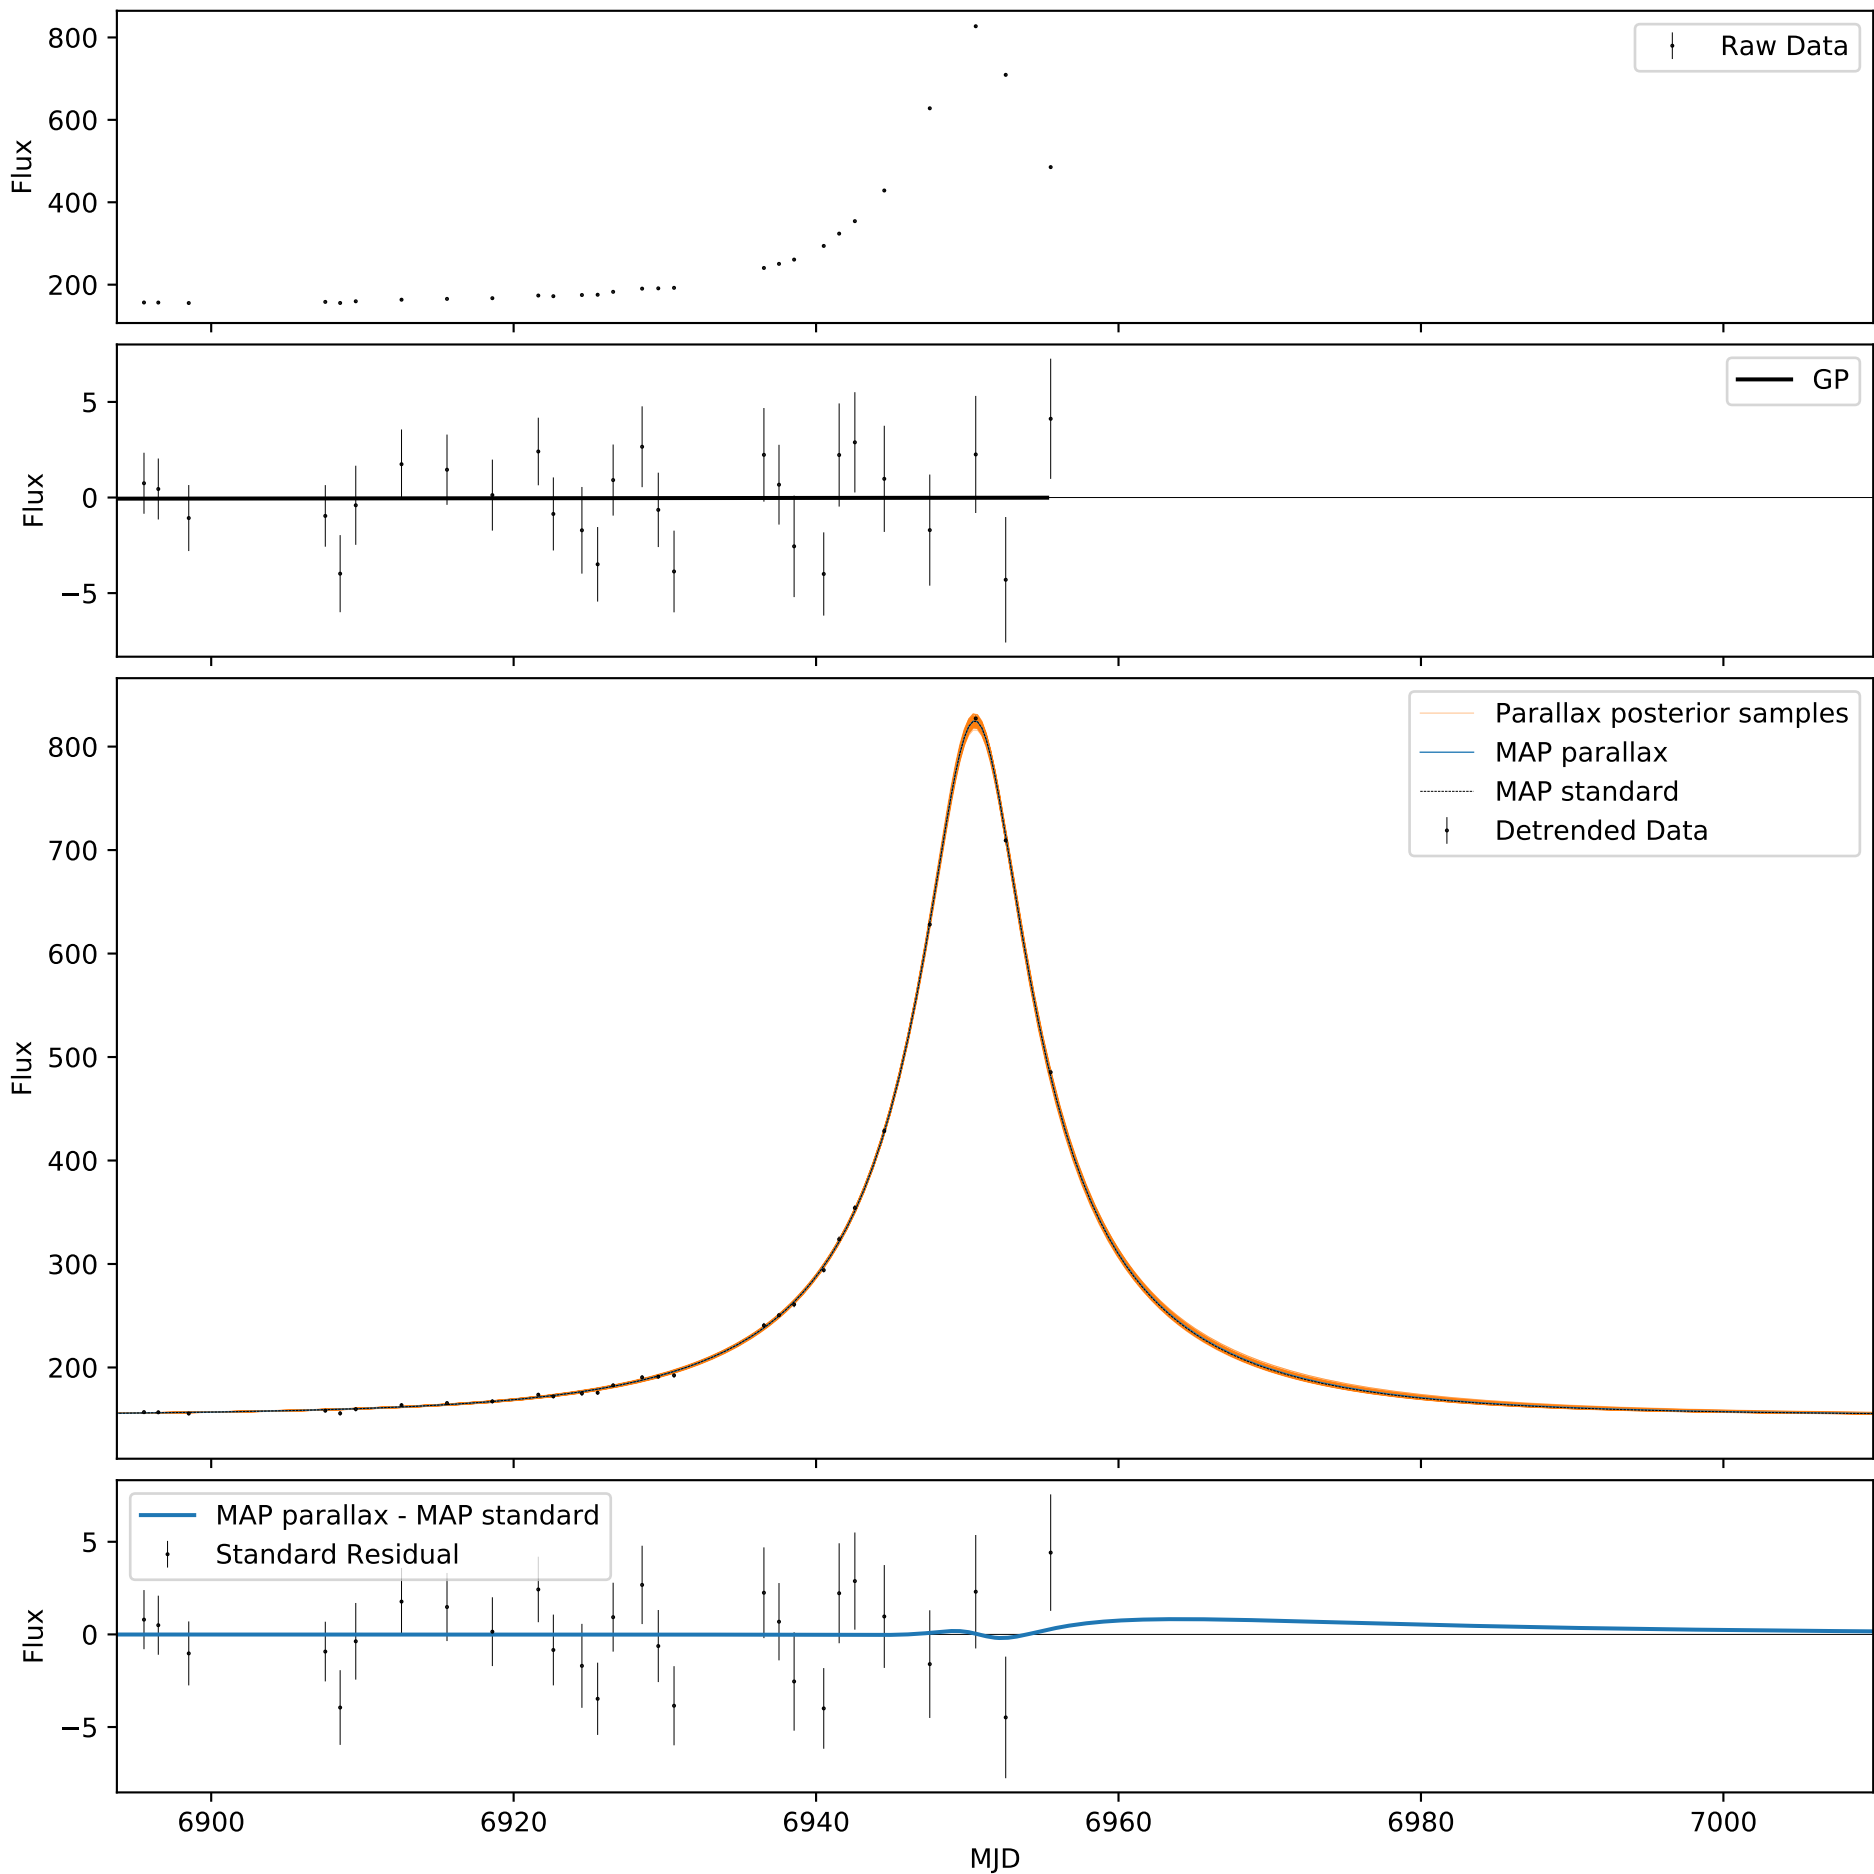 800
600
400
200
Flux
Raw Data
5
0
−5
Flux
GP
800
700
600
500
400
300
200
Flux
Parallax posterior samples
MAP parallax
MAP standard
Detrended Data
5
0
−5
Flux
MAP parallax - MAP standard
Standard Residual
6900 6920 6940 6960 6980 7000
MJD